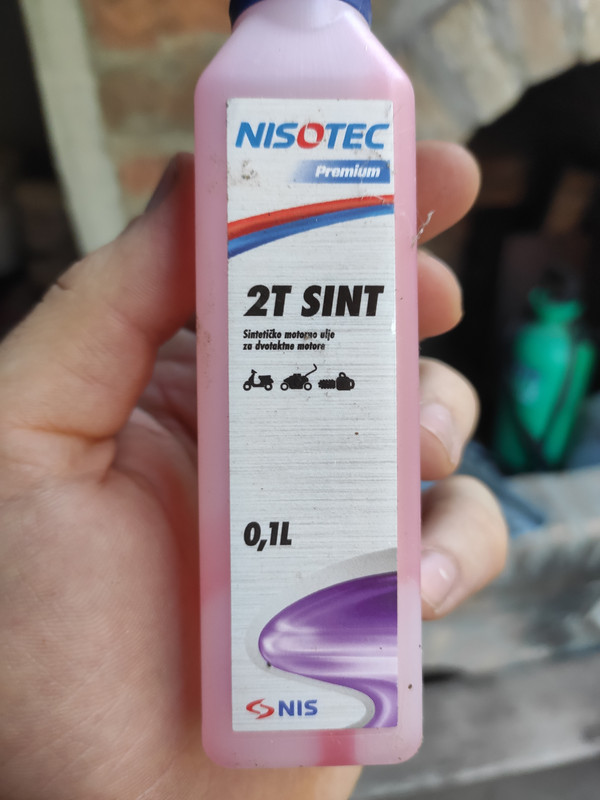 NISOTEC
Premium
2T SINT
Sintetičko motorno ulje
za dvotaktne motore
0,1L
NIS